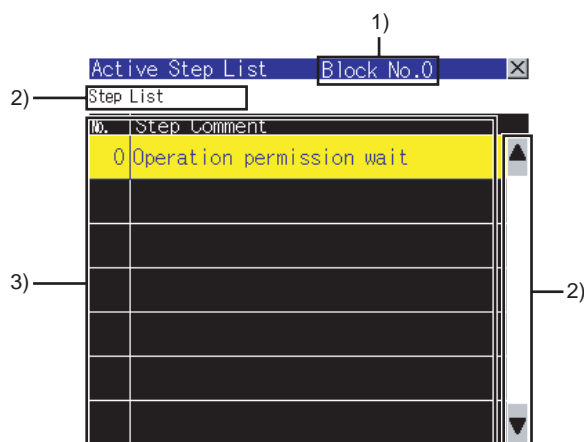 1)
Active Step List Block No.0
2)
Step List
No. Step Comment
0 Operation permission wait
3)
2)